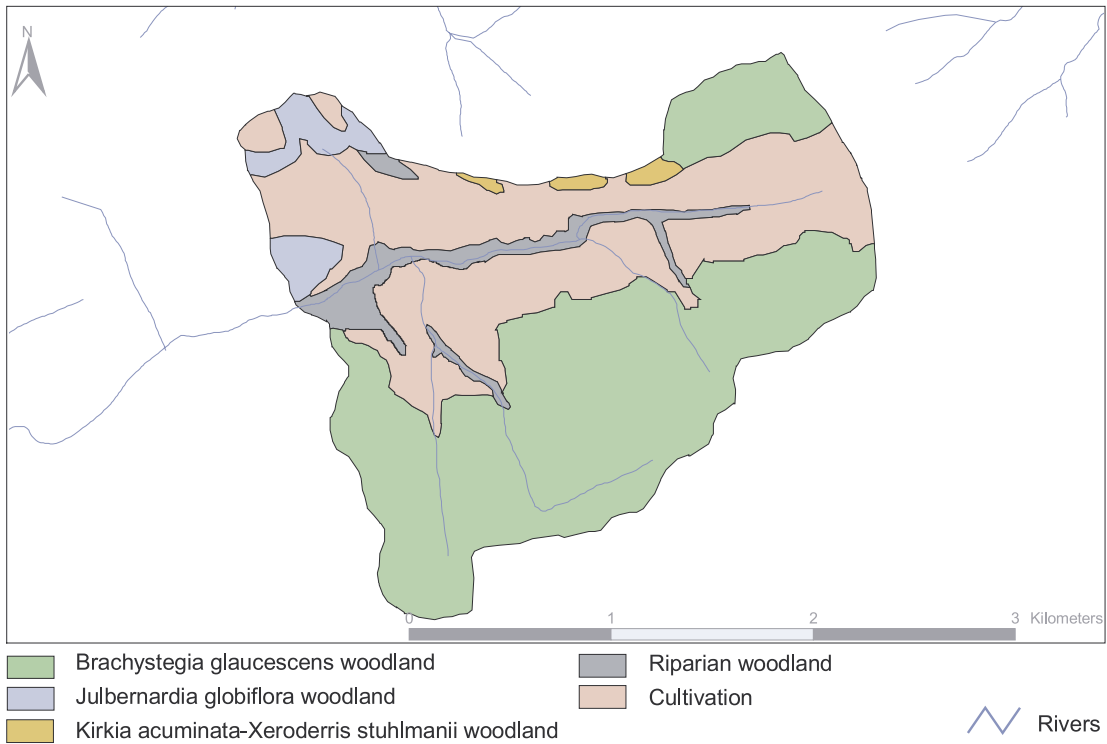 N
0 1 2 3 Kilometers
Brachystegia glaucescens woodland
Riparian woodland
Julbernardia globiflora woodland
Cultivation
Kirkia acuminata-Xeroderris stuhlmanii woodland
Rivers